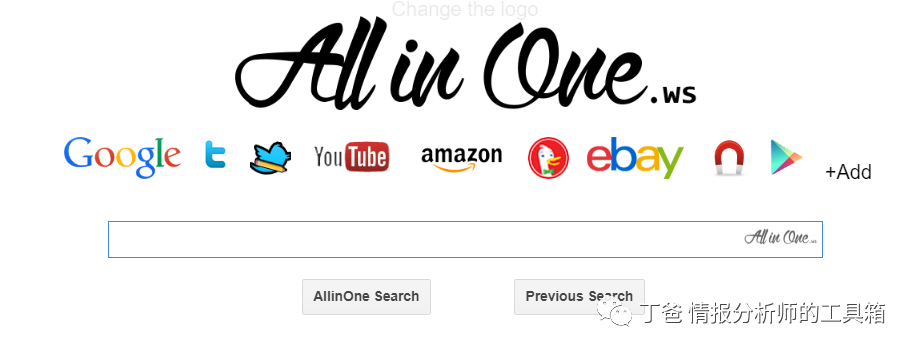 Change the logo
All in One.ws
Google YouTube amazon ebay +Add
All in One.ws
AllinOne Search Previous Search
丁爸 情报分析师的工具箱